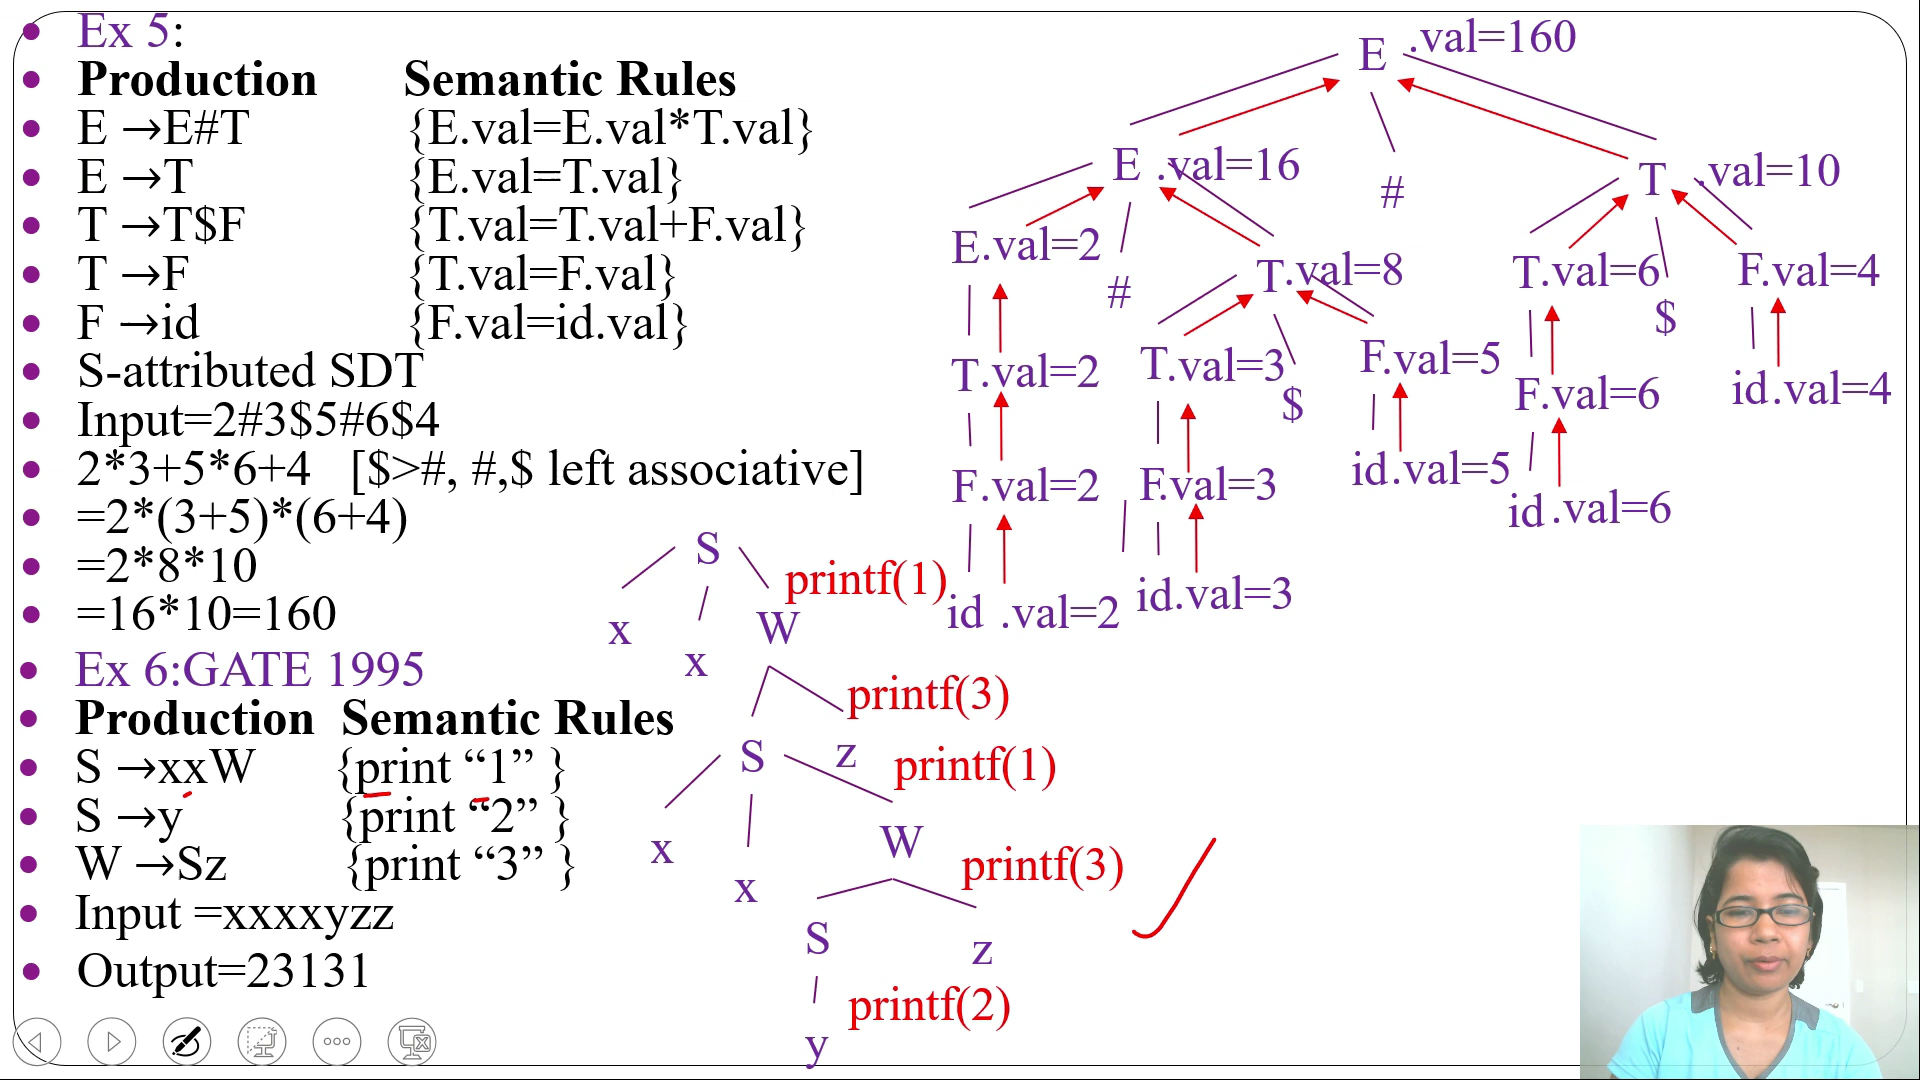 Ex 5:
Production Semantic Rules
E →E#T {E.val=E.val*T.val}
E →T {E.val=T.val}
T →T$F {T.val=T.val+F.val}
T →F {T.val=F.val}
F →id {F.val=id.val}
S-attributed SDT
Input=2#3$5#6$4
2*3+5*6+4 [$>#, #,$ left associative]
=2*(3+5)*(6+4)
=2*8*10
=16*10=160
Ex 6:GATE 1995
Production Semantic Rules
S →xxW {print “1” }
S →y {print “2” }
W →Sz {print “3” }
Input =xxxxyzz
Output=23131
E .val=160
E .val=16 # T .val=10
E.val=2 # T.val=8 T.val=6 $ F.val=4
T.val=2 T.val=3 $ F.val=5 F.val=6 id.val=4
F.val=2 F.val=3 id.val=5 id.val=6
id .val=2 id.val=3
S
x x W printf(1)
S z printf(3)
x x W printf(1)
S z printf(3)
y printf(2)